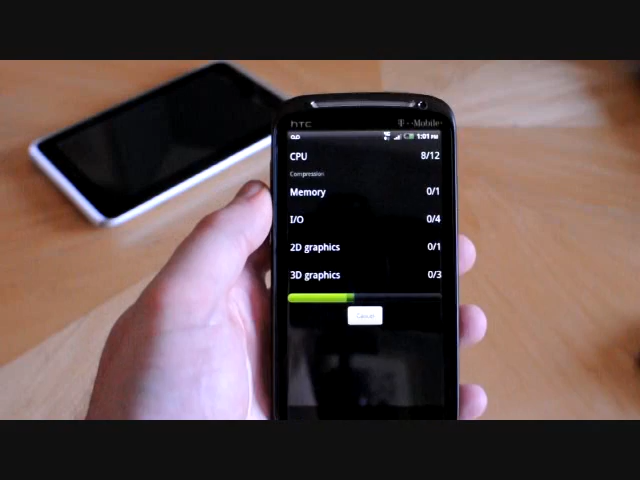 hTC T··Mobile·
1:01 PM
CPU 8/12
Compression
Memory 0/1
I/O 0/4
2D graphics 0/1
3D graphics 0/3
Cancel